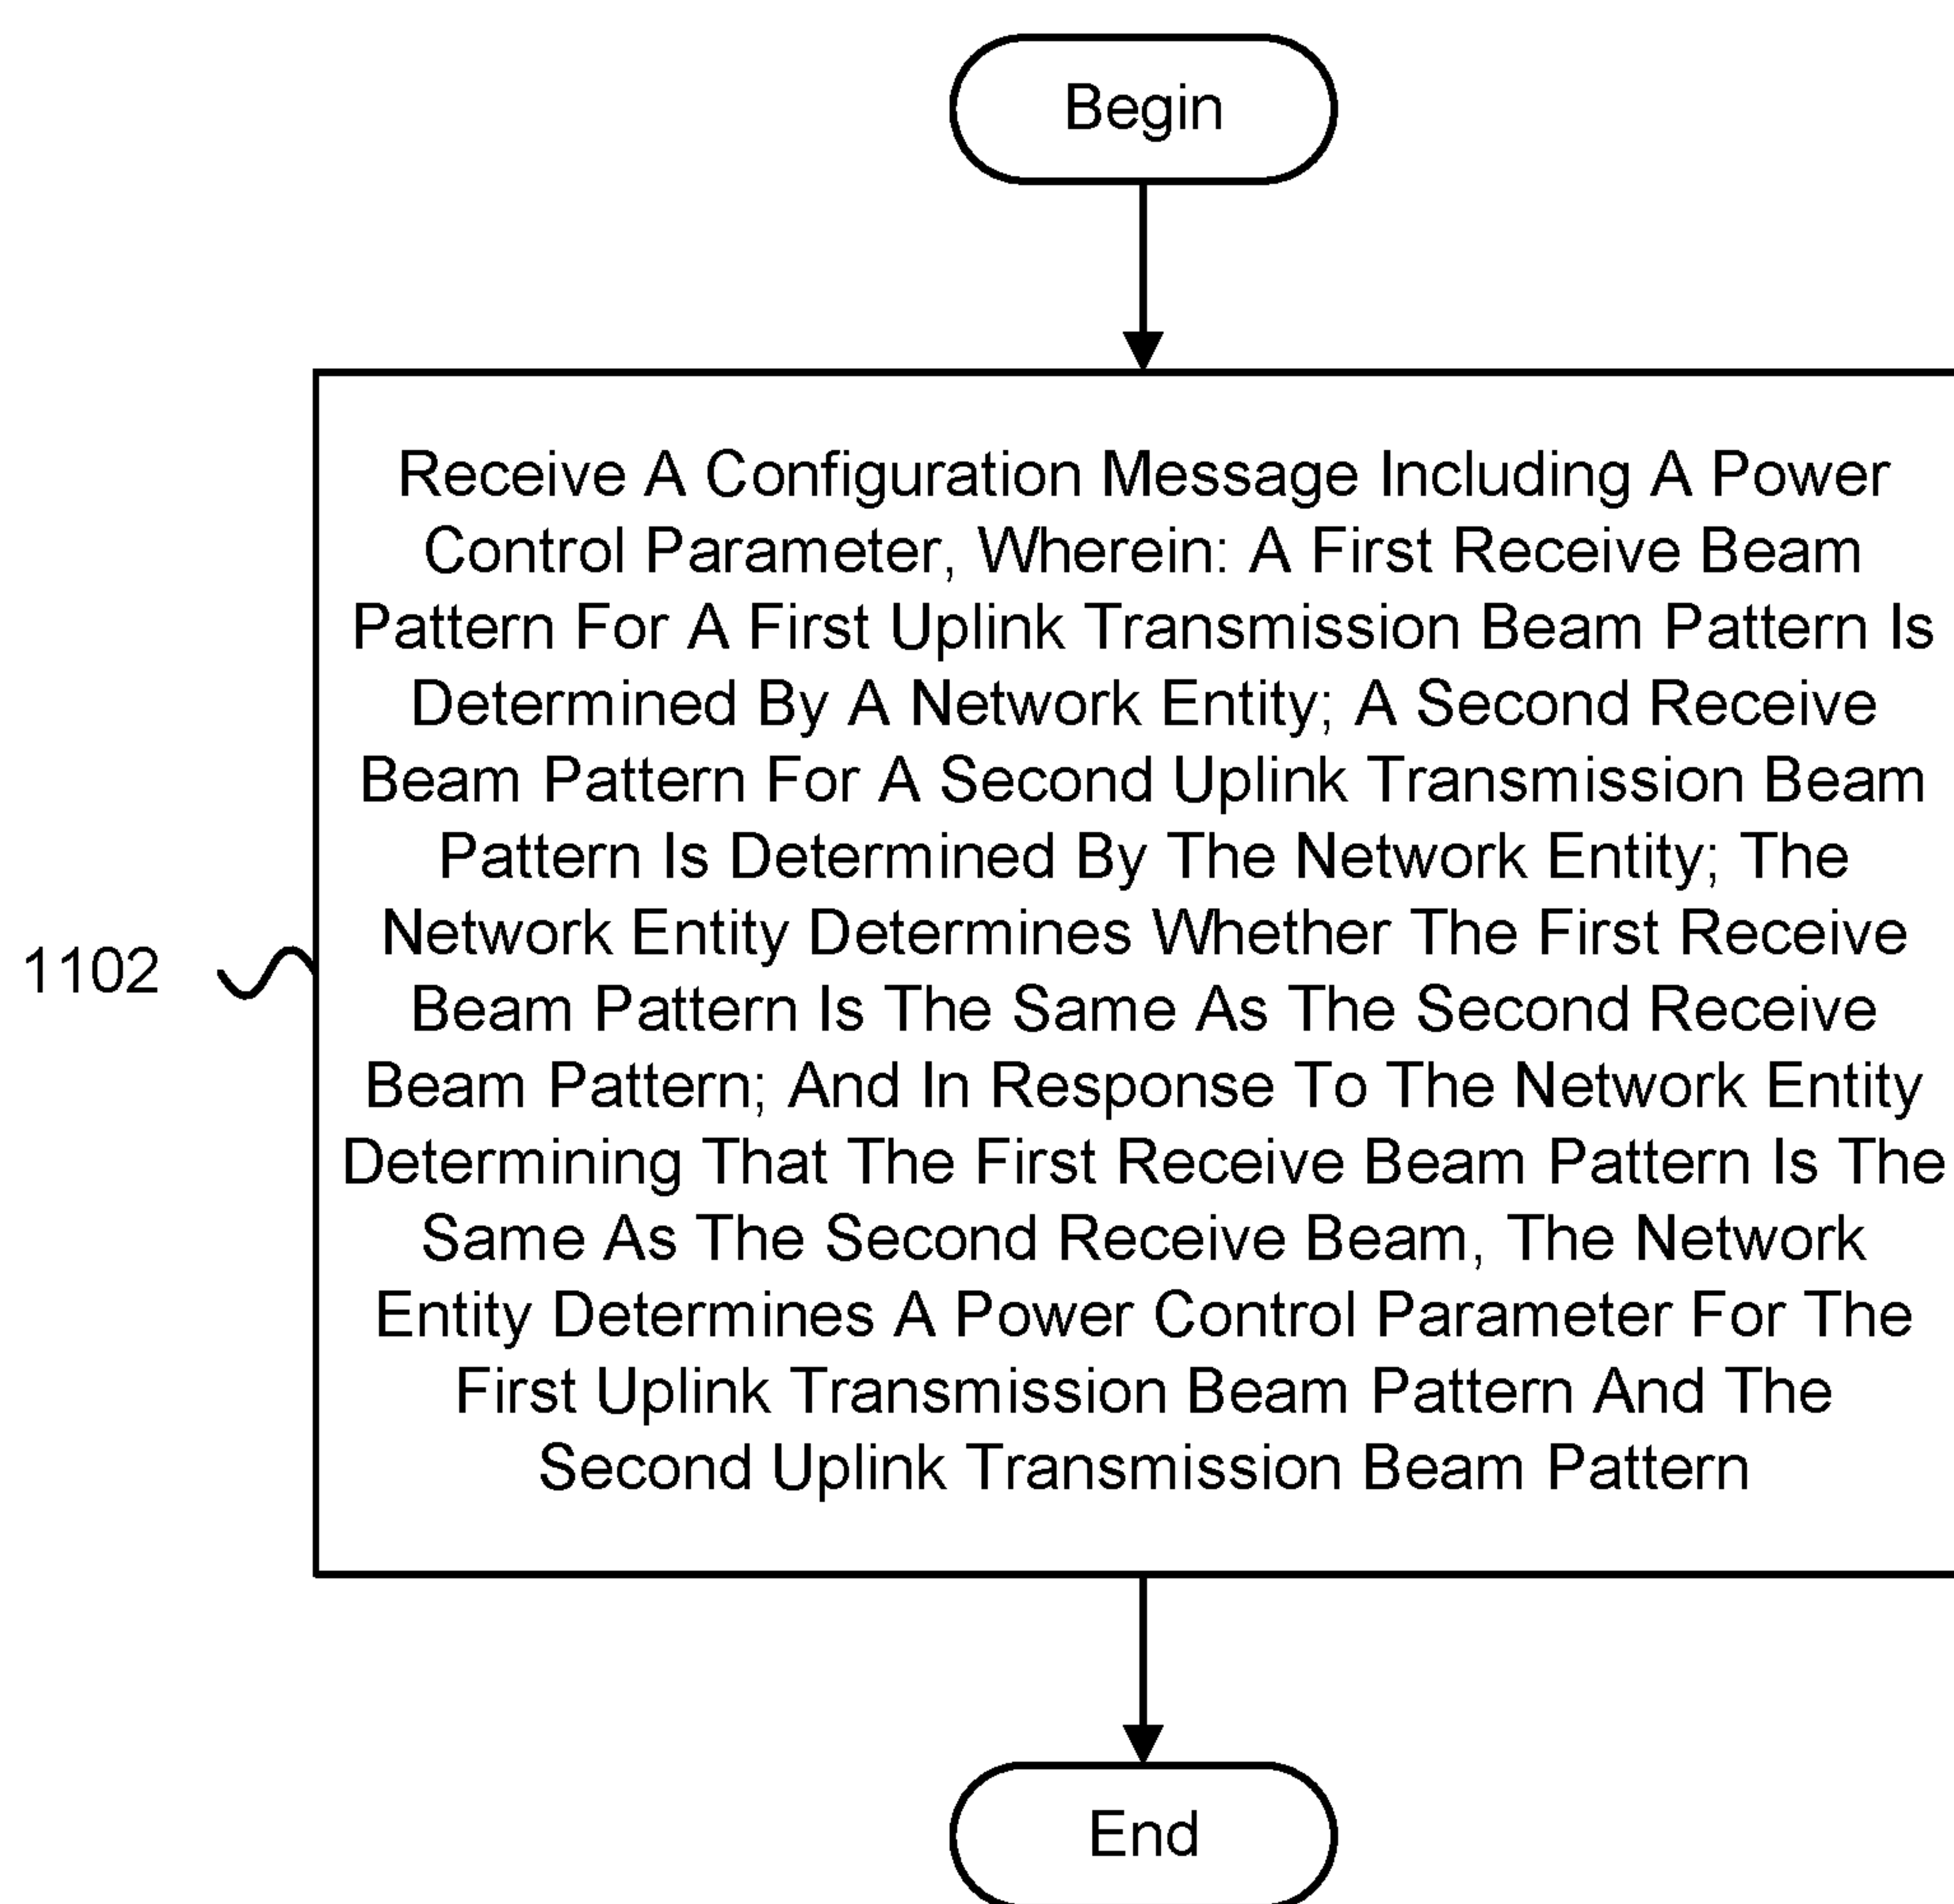 Begin
Receive A Configuration Message Including A Power
Control Parameter, Wherein: A First Receive Beam
Pattern For A First Uplink Transmission Beam Pattern Is
Determined By A Network Entity; A Second Receive
Beam Pattern For A Second Uplink Transmission Beam
Pattern Is Determined By The Network Entity; The
Network Entity Determines Whether The First Receive
Beam Pattern Is The Same As The Second Receive
Beam Pattern; And In Response To The Network Entity
Determining That The First Receive Beam Pattern Is The
Same As The Second Receive Beam, The Network
Entity Determines A Power Control Parameter For The
First Uplink Transmission Beam Pattern And The
Second Uplink Transmission Beam Pattern
1102
End